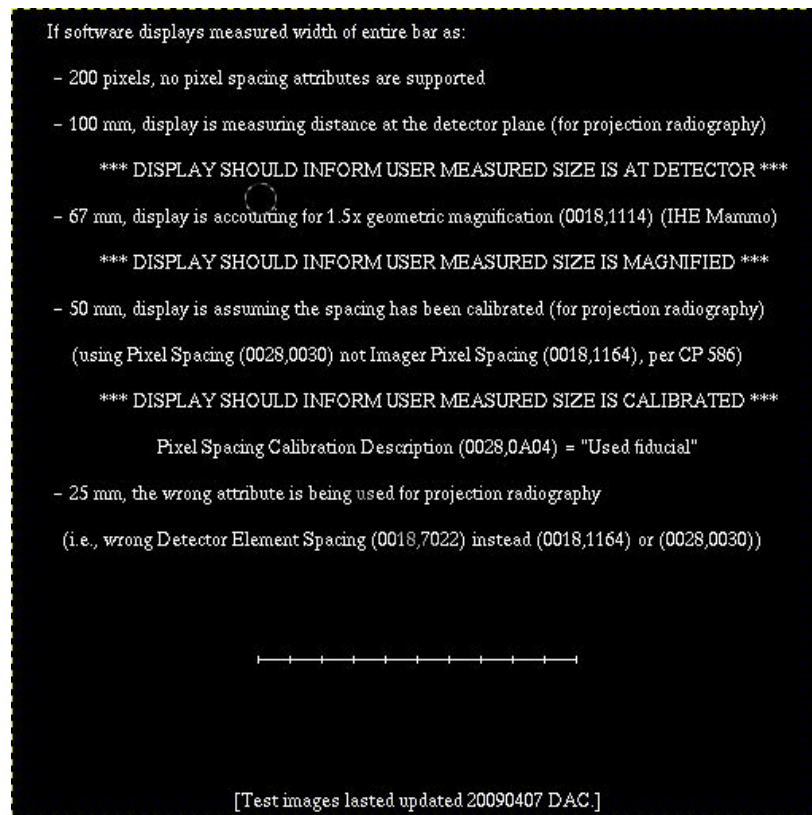 If software displays measured width of entire bar as:
– 200 pixels, no pixel spacing attributes are supported
– 100 mm, display is measuring distance at the detector plane (for projection radiography)
*** DISPLAY SHOULD INFORM USER MEASURED SIZE IS AT DETECTOR ***
– 67 mm, display is accounting for 1.5x geometric magnification (0018,1114) (IHE Mammo)
*** DISPLAY SHOULD INFORM USER MEASURED SIZE IS MAGNIFIED ***
– 50 mm, display is assuming the spacing has been calibrated (for projection radiography)
(using Pixel Spacing (0028,0030) not Imager Pixel Spacing (0018,1164), per CP 586)
*** DISPLAY SHOULD INFORM USER MEASURED SIZE IS CALIBRATED ***
Pixel Spacing Calibration Description (0028,0A04) = "Used fiducial"
– 25 mm, the wrong attribute is being used for projection radiography
(i.e., wrong Detector Element Spacing (0018,7022) instead (0018,1164) or (0028,0030))
[Test images lasted updated 20090407 DAC.]